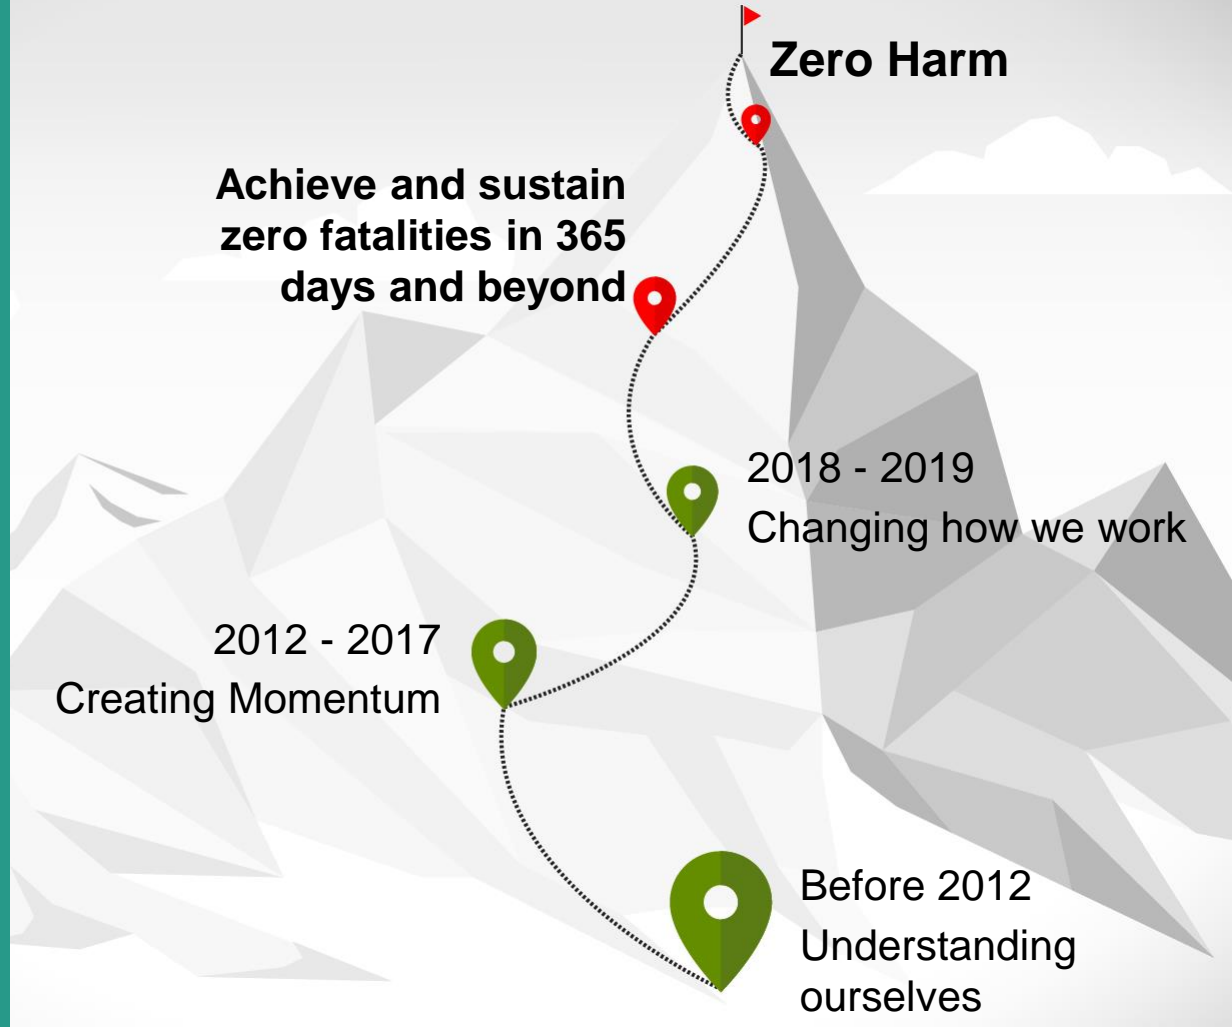 Zero Harm
Achieve and sustain
zero fatalities in 365
days and beyond
2018 - 2019
Changing how we work
2012 - 2017
Creating Momentum
Before 2012
Understanding
ourselves